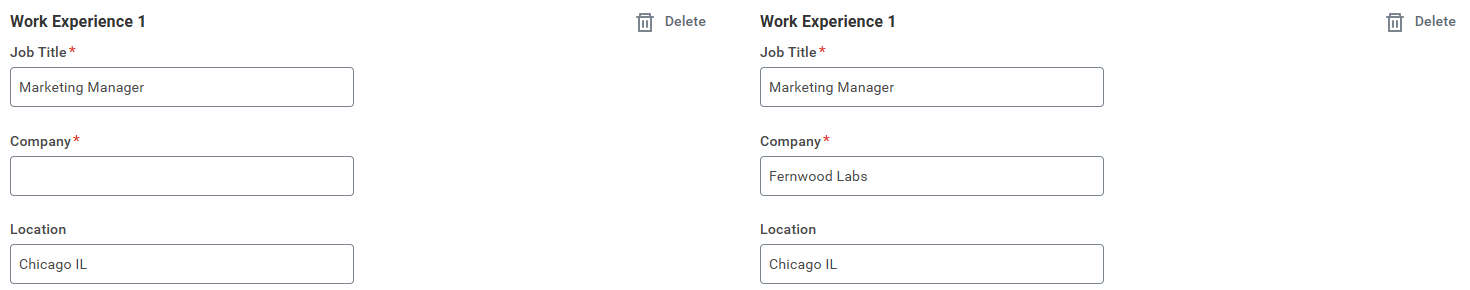 Work Experience 1
Delete
Job Title*
Marketing Manager
Company*
Location
Chicago IL
Work Experience 1
Delete
Job Title*
Marketing Manager
Company*
Fernwood Labs
Location
Chicago IL